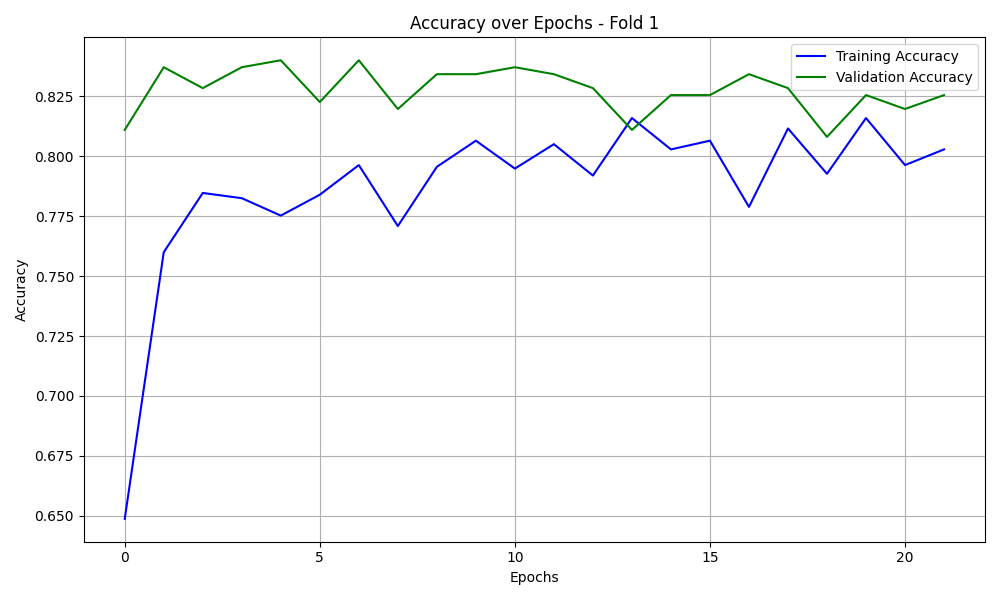 Accuracy over Epochs - Fold 1
Training Accuracy
Validation Accuracy
Accuracy
0.825
0.800
0.775
0.750
0.725
0.700
0.675
0.650
0 5 10 15 20
Epochs